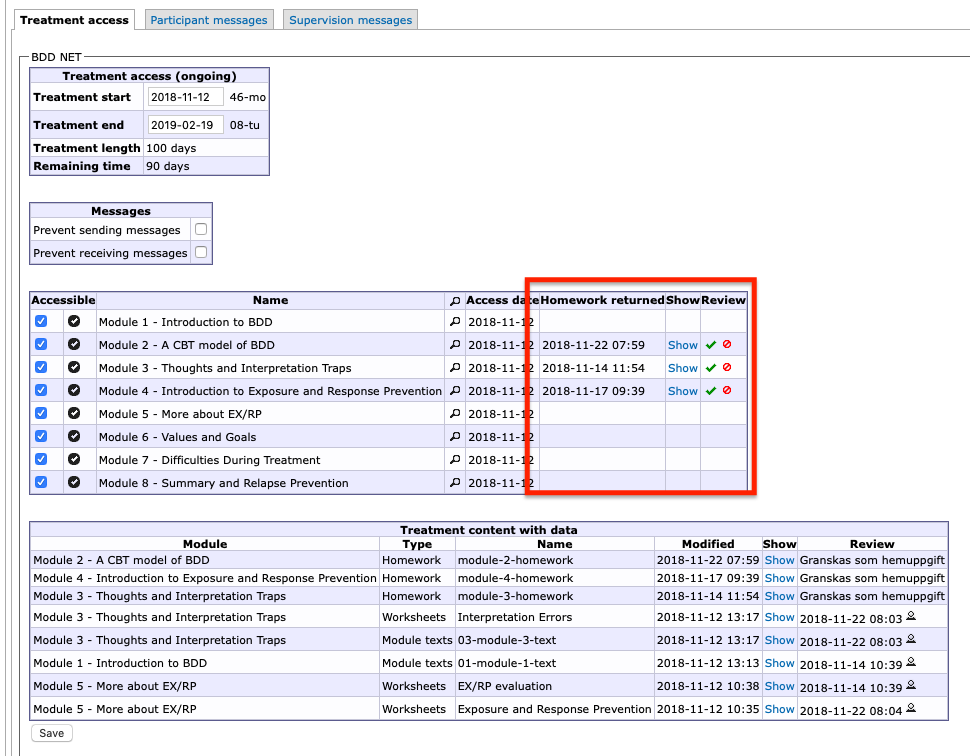 Treatment access Participant messages Supervision messages
BDD NET
Treatment access (ongoing)
Treatment start 2018-11-12 46-mo
Treatment end 2019-02-19 08-tu
Treatment length 100 days
Remaining time 90 days
Messages
Prevent sending messages
Prevent receiving messages
Accessible Name Access date Homework returned Show Review
Module 1 - Introduction to BDD 2018-11-12
Module 2 - A CBT model of BDD 2018-11-12 2018-11-22 07:59 Show
Module 3 - Thoughts and Interpretation Traps 2018-11-12 2018-11-14 11:54 Show
Module 4 - Introduction to Exposure and Response Prevention 2018-11-12 2018-11-17 09:39 Show
Module 5 - More about EX/RP 2018-11-12
Module 6 - Values and Goals 2018-11-12
Module 7 - Difficulties During Treatment 2018-11-12
Module 8 - Summary and Relapse Prevention 2018-11-12
Treatment content with data
Module Type Name Modified Show Review
Module 2 - A CBT model of BDD Homework module-2-homework 2018-11-22 07:59 Show Granskas som hemuppgift
Module 4 - Introduction to Exposure and Response Prevention Homework module-4-homework 2018-11-17 09:39 Show Granskas som hemuppgift
Module 3 - Thoughts and Interpretation Traps Homework module-3-homework 2018-11-14 11:54 Show Granskas som hemuppgift
Module 3 - Thoughts and Interpretation Traps Worksheets Interpretation Errors 2018-11-12 13:17 Show 2018-11-22 08:03
Module 3 - Thoughts and Interpretation Traps Module texts 03-module-3-text 2018-11-12 13:17 Show 2018-11-22 08:03
Module 1 - Introduction to BDD Module texts 01-module-1-text 2018-11-12 13:13 Show 2018-11-14 10:39
Module 5 - More about EX/RP Worksheets EX/RP evaluation 2018-11-12 10:38 Show 2018-11-14 10:39
Module 5 - More about EX/RP Worksheets Exposure and Response Prevention 2018-11-12 10:35 Show 2018-11-22 08:04
Save